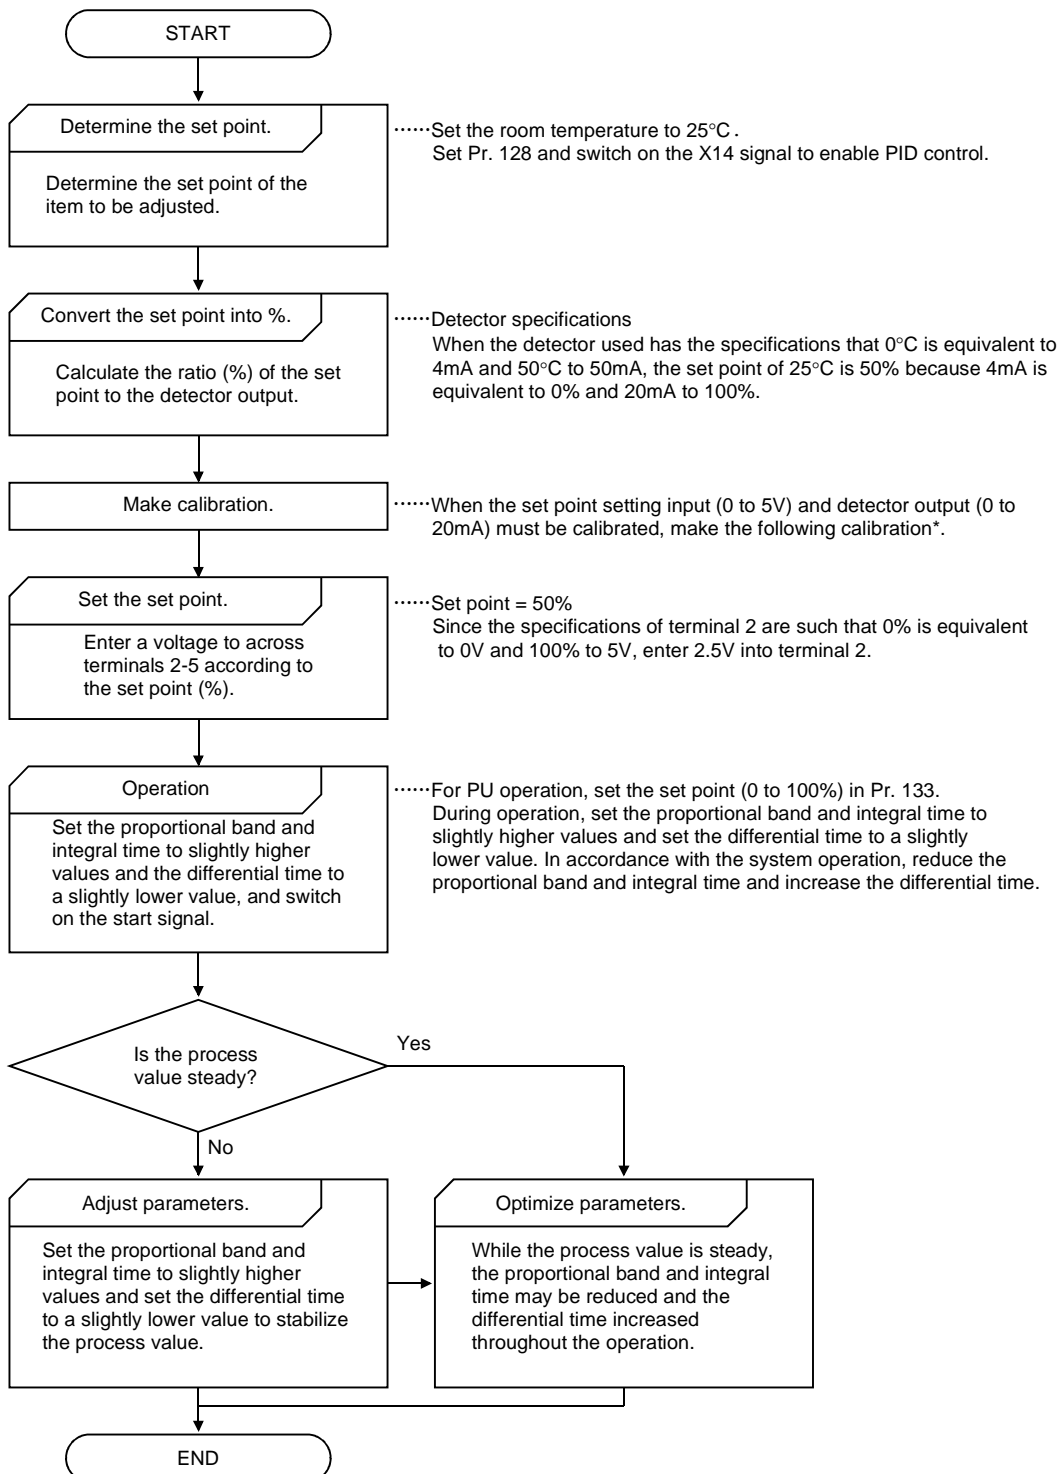 START
Determine the set point.
Determine the set point of the
item to be adjusted.
······Set the room temperature to 25°C.
Set Pr. 128 and switch on the X14 signal to enable PID control.
Convert the set point into %.
Calculate the ratio (%) of the set
point to the detector output.
······Detector specifications
When the detector used has the specifications that 0°C is equivalent to
4mA and 50°C to 50mA, the set point of 25°C is 50% because 4mA is
equivalent to 0% and 20mA to 100%.
Make calibration.
······When the set point setting input (0 to 5V) and detector output (0 to
20mA) must be calibrated, make the following calibration*.
Set the set point.
Enter a voltage to across
terminals 2-5 according to
the set point (%).
······Set point = 50%
Since the specifications of terminal 2 are such that 0% is equivalent
to 0V and 100% to 5V, enter 2.5V into terminal 2.
Operation
Set the proportional band and
integral time to slightly higher
values and the differential time to
a slightly lower value, and switch
on the start signal.
······For PU operation, set the set point (0 to 100%) in Pr. 133.
During operation, set the proportional band and integral time to
slightly higher values and set the differential time to a slightly
lower value. In accordance with the system operation, reduce the
proportional band and integral time and increase the differential time.
Is the process
value steady?
Yes
No
Adjust parameters.
Set the proportional band and
integral time to slightly higher
values and set the differential time
to a slightly lower value to stabilize
the process value.
Optimize parameters.
While the process value is steady,
the proportional band and integral
time may be reduced and the
differential time increased
throughout the operation.
END